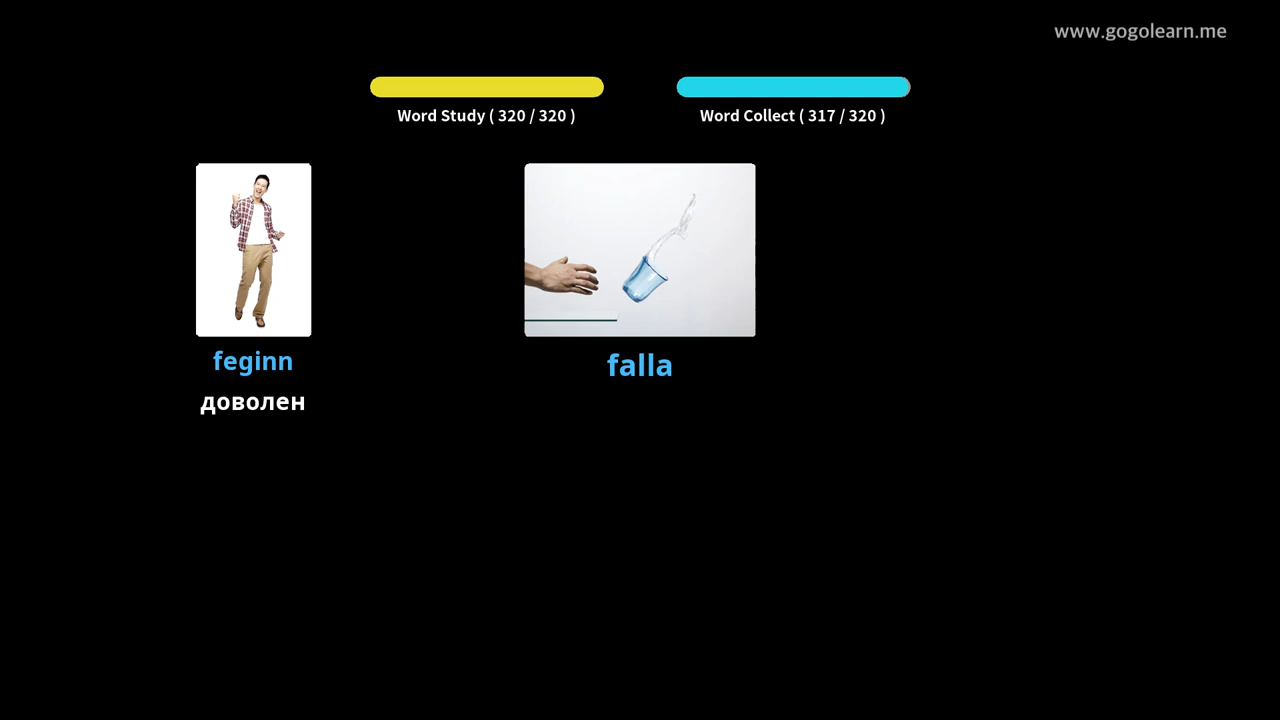 www.gogolearn.me
Word Study ( 320 / 320 )
Word Collect ( 317 / 320 )
feginn
доволен
falla